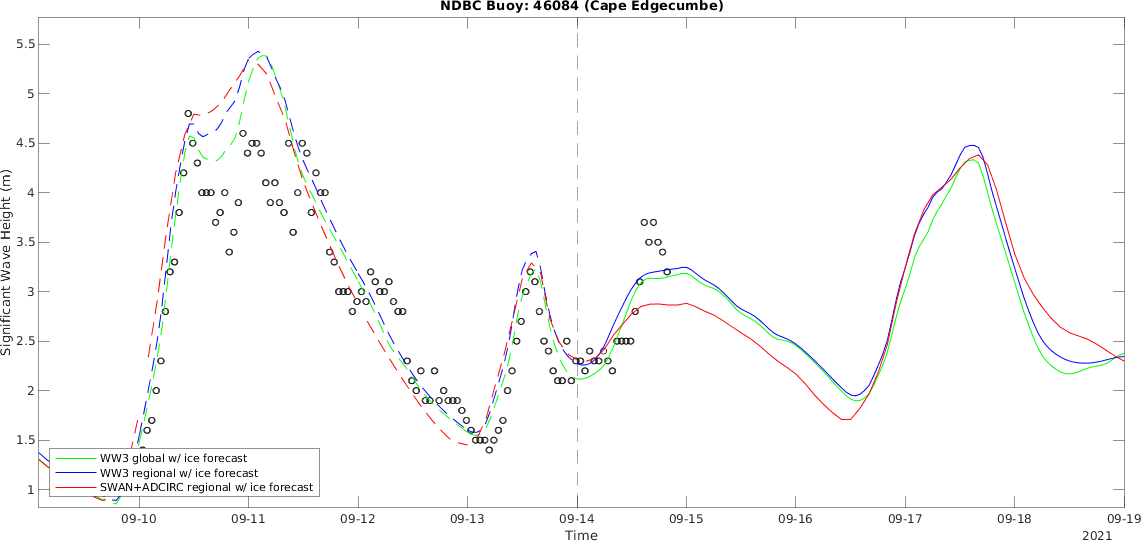 NDBC Buoy: 46084 (Cape Edgecumbe)
Significant Wave Height (m)
5.5
5
4.5
4
3.5
3
2.5
2
1.5
1
WW3 global w/ ice forecast
WW3 regional w/ ice forecast
SWAN+ADCIRC regional w/ ice forecast
09-10 09-11 09-12 09-13 09-14 09-15 09-16 09-17 09-18 09-19
Time
2021